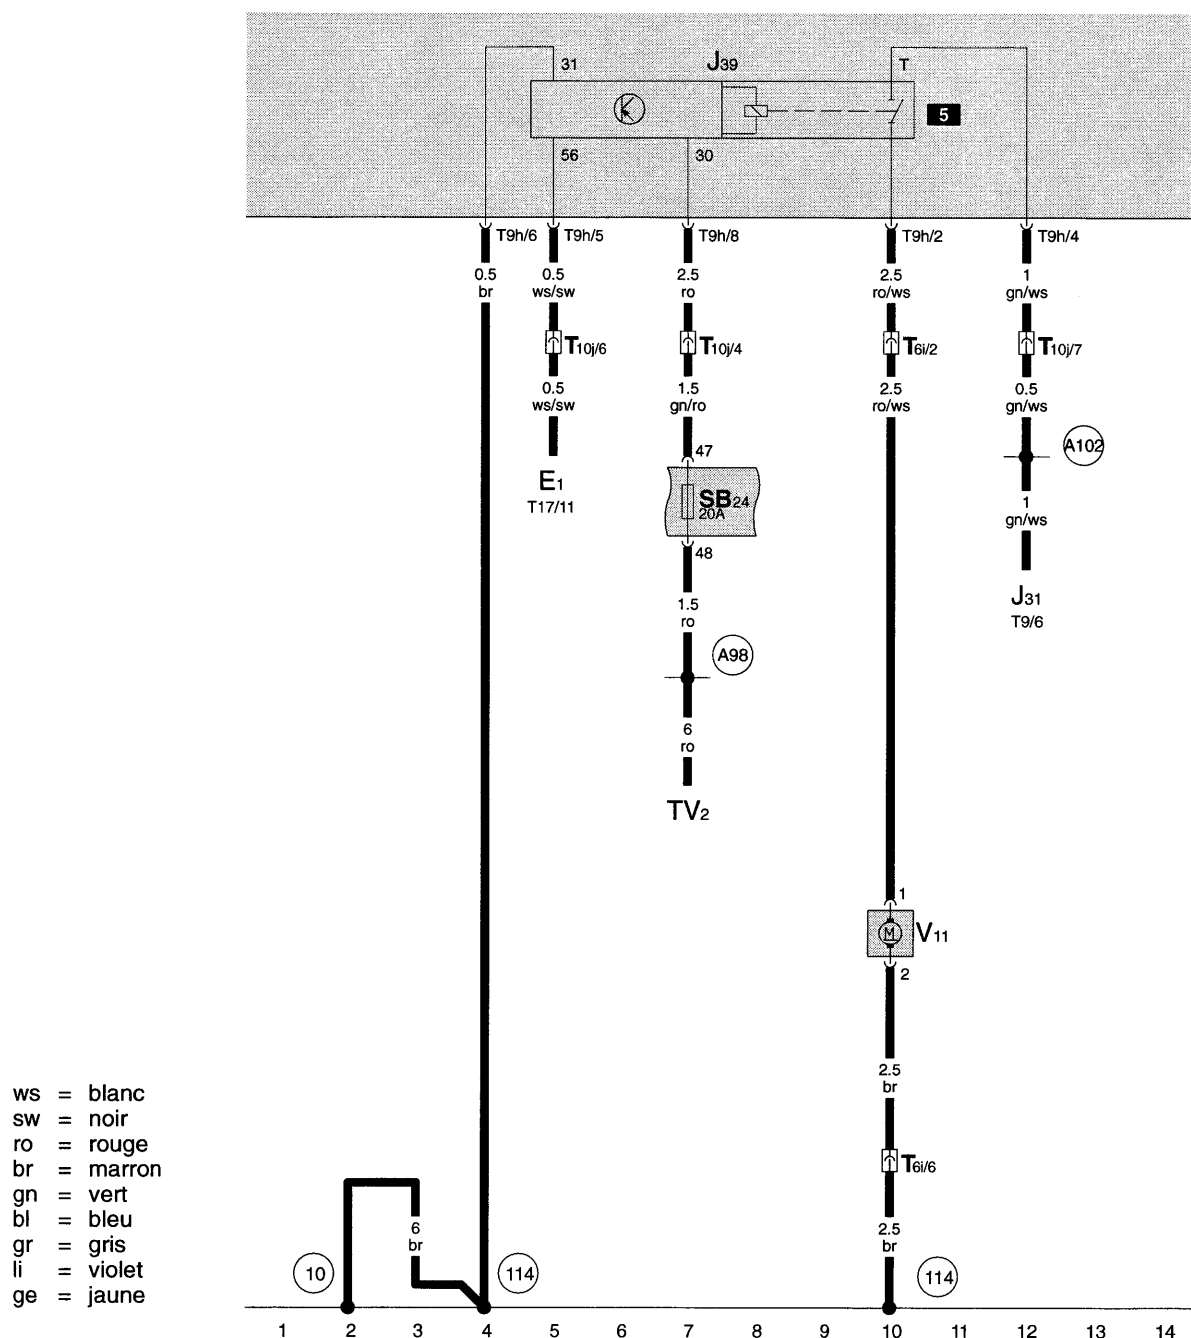 31
J39
T
5
56
30
T9h/6
T9h/5
T9h/8
T9h/2
T9h/4
0.5
br
0.5
ws/sw
2.5
ro
2.5
ro/ws
1
gn/ws
T10j/6
T10j/4
T6i/2
T10j/7
0.5
ws/sw
1.5
gn/ro
2.5
ro/ws
0.5
gn/ws
A102
47
E1
T17/11
SB24
20A
1
gn/ws
48
J31
T9/6
1.5
ro
A98
6
ro
TV2
1
M
V11
2
2.5
br
T6i/6
ws = blanc
sw = noir
ro = rouge
br = marron
gn = vert
bl = bleu
gr = gris
li = violet
ge = jaune
6
br
2.5
br
10
114
114
1 2 3 4 5 6 7 8 9 10 11 12 13 14